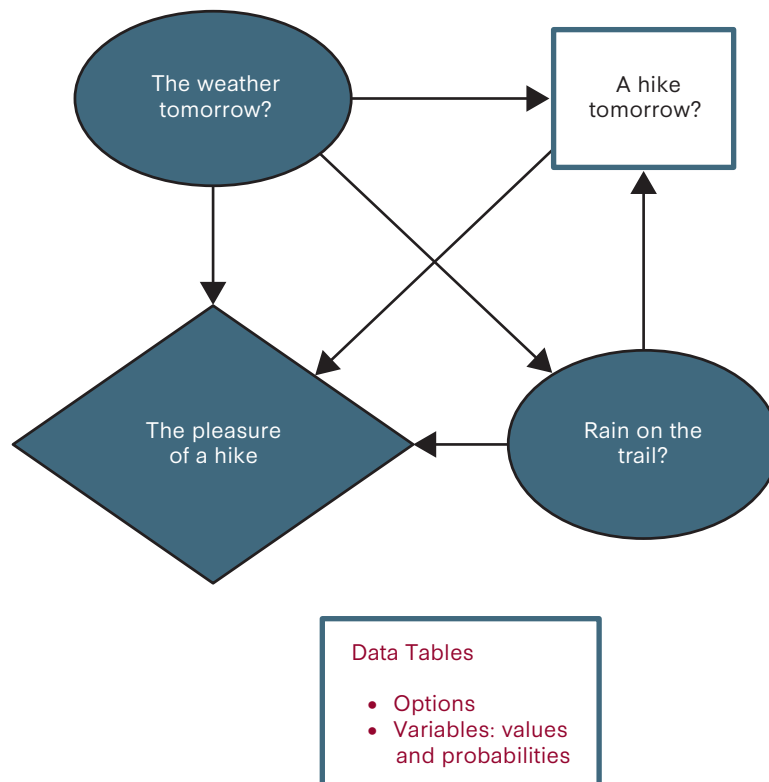 The weather
tomorrow?
A hike
tomorrow?
The pleasure
of a hike
Rain on the
trail?
Data Tables
• Options
• Variables: values
and probabilities